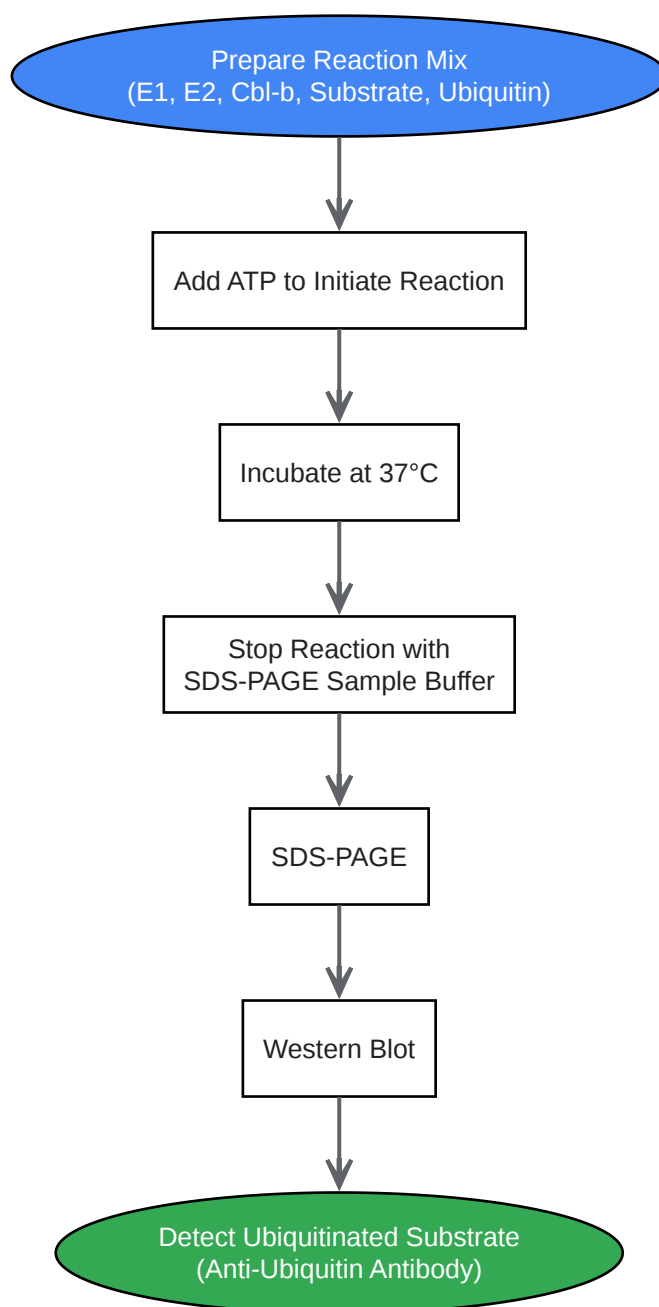 Prepare Reaction Mix
(E1, E2, Cbl-b, Substrate, Ubiquitin)
Add ATP to Initiate Reaction
Incubate at 37°C
Stop Reaction with
SDS-PAGE Sample Buffer
SDS-PAGE
Western Blot
Detect Ubiquitinated Substrate
(Anti-Ubiquitin Antibody)